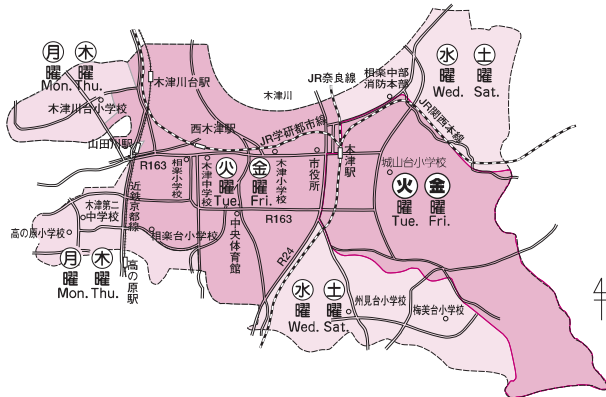 月 木
曜 曜
Mon. Thu.
木津川台小学校
木津川台駅
山田川駅
西木津駅
木津川
JR奈良線
相楽中部
消防本部
水 土
曜 曜
Wed. Sat.
JR関西本線
JR学研都市線
R163
相楽小学校
木津中学校
火 金
曜 曜
Tue. Fri.
木津小学校
市役所
木津駅
城山台小学校
火 金
曜 曜
Tue. Fri.
木津第二
中学校
近鉄京都線
R163
高の原小学校
相楽台小学校
中央体育館
R24
月 木
曜 曜
Mon. Thu.
高の原駅
水 土
曜 曜
Wed. Sat.
州見台小学校
梅美台小学校
4